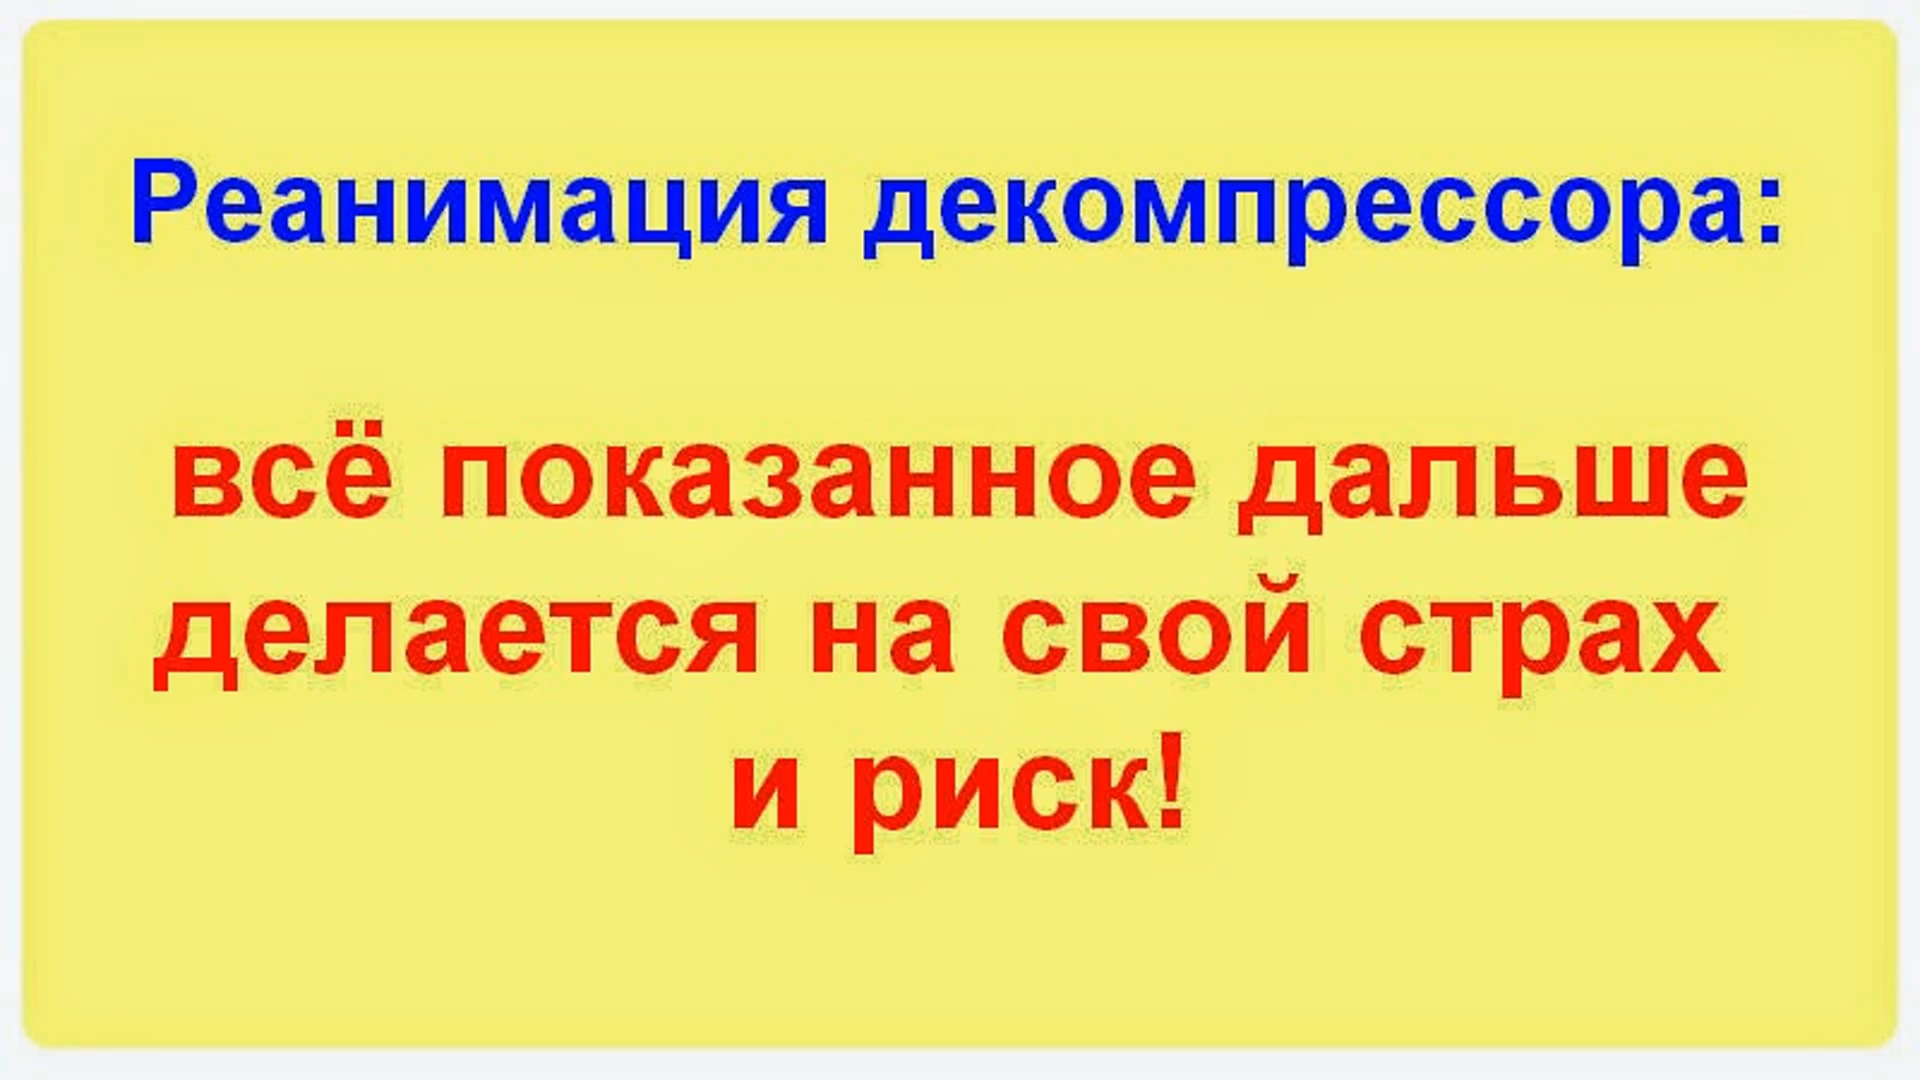 Реанимация декомпрессора:
всё показанное дальше
делается на свой страх
и риск!